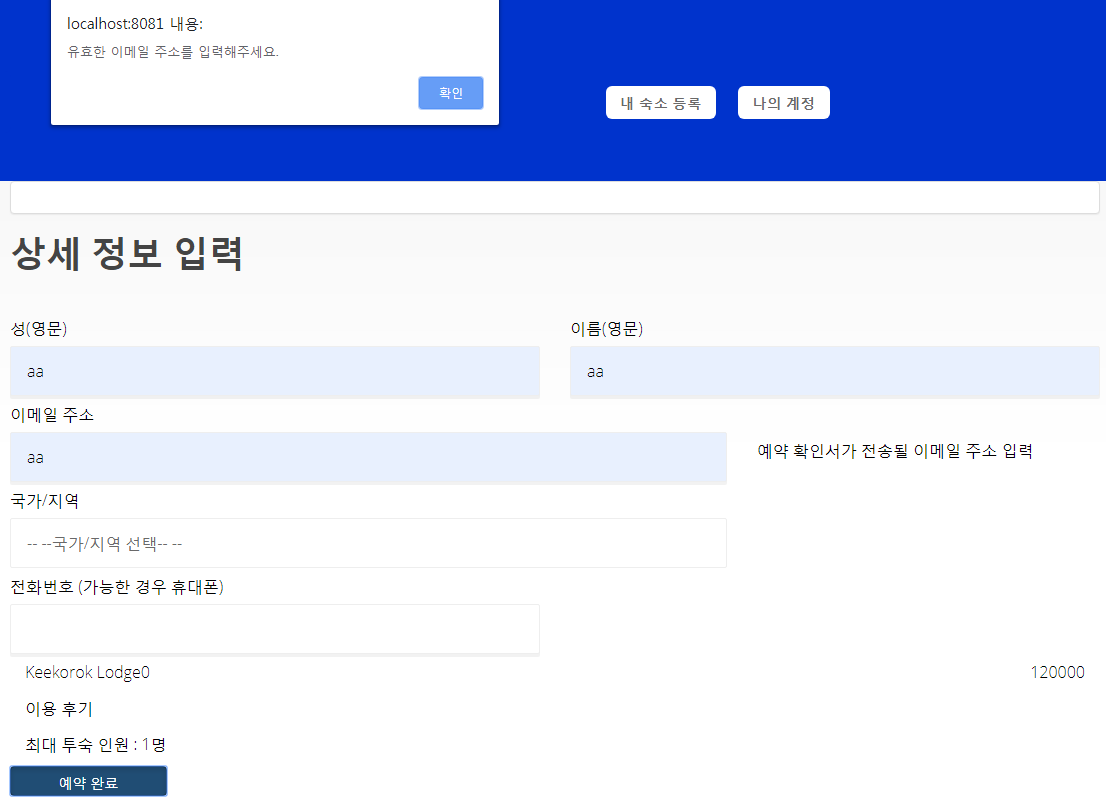 localhost:8081 내용:
유효한 이메일 주소를 입력해주세요.
확인
내 숙소 등록 나의 계정
상세 정보 입력
성(영문) 이름(영문)
aa aa
이메일 주소
aa 예약 확인서가 전송될 이메일 주소 입력
국가/지역
-- --국가/지역 선택-- --
전화번호 (가능한 경우 휴대폰)
Keekorok Lodge0 120000
이용 후기
최대 투숙 인원 : 1명
예약 완료